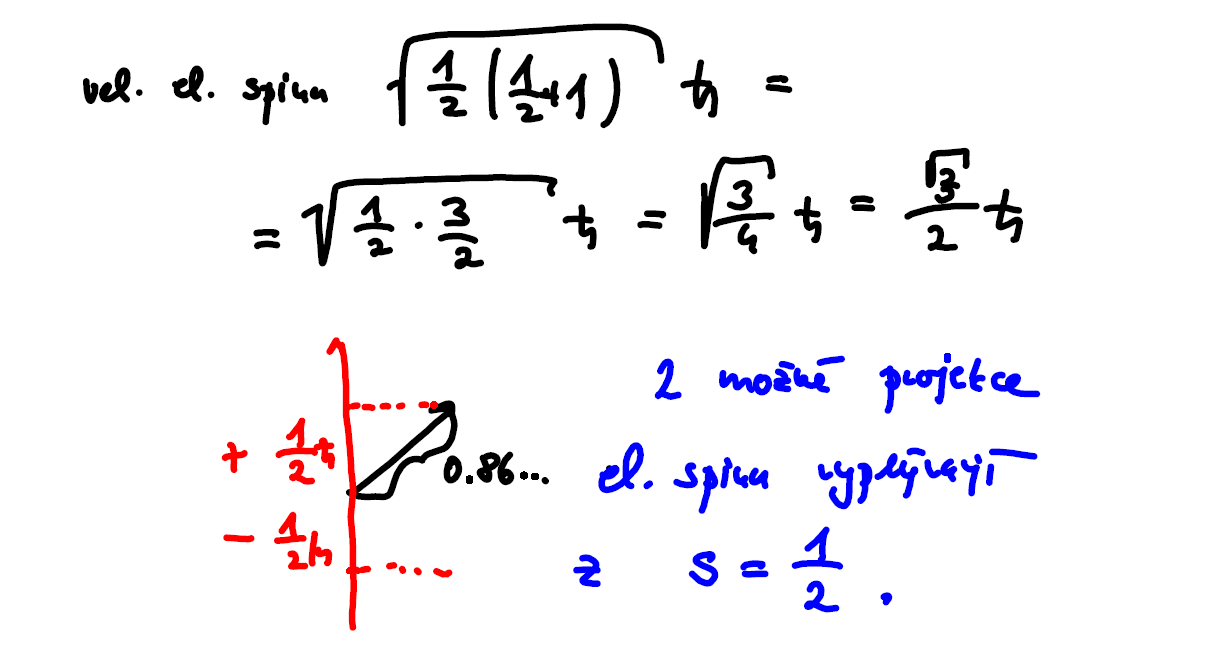 vel. el. spinu √(1/2 (1/2+1)) ħ =
= √(1/2 · 3/2) ħ = √(3/4) ħ = √3/2 ħ
+ 1/2 ħ
0.86...
- 1/2 ħ
2 možné projekce
el. spinu vyplývají
z S = 1/2 .